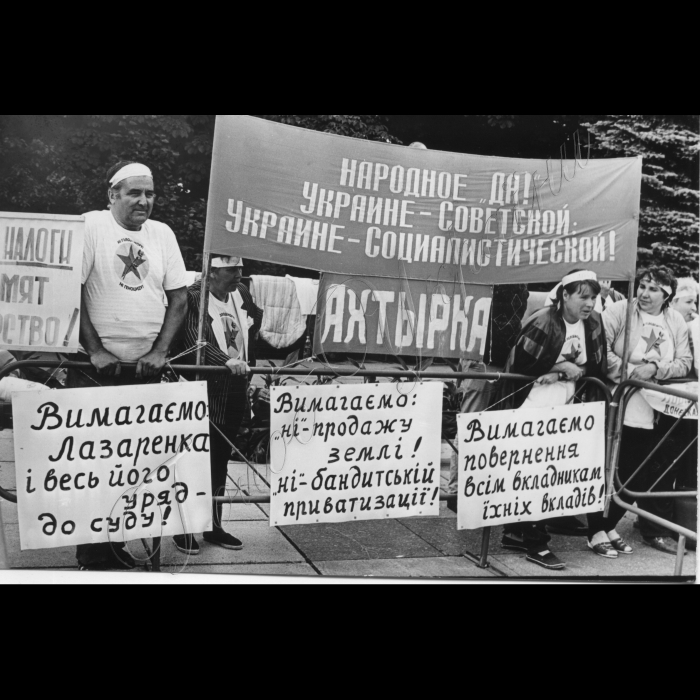 НАРОДНОЕ „ДА!"
УКРАИНЕ-СОВЕТСКОЙ:
УКРАИНЕ-СОЦИАЛИСТИЧЕСКОЙ!
НАЛОГИ
МЯТ
РСТВО!
АХТЫРКА
Вимагаємо:
Лазаренка
і весь його
уряд-
до суду!
Вимагаємо:
„ні"-продажу
землі!
„ні"-бандитській
приватизації!
Вимагаємо
повернення
всім вкладникам
їхніх вкладів!